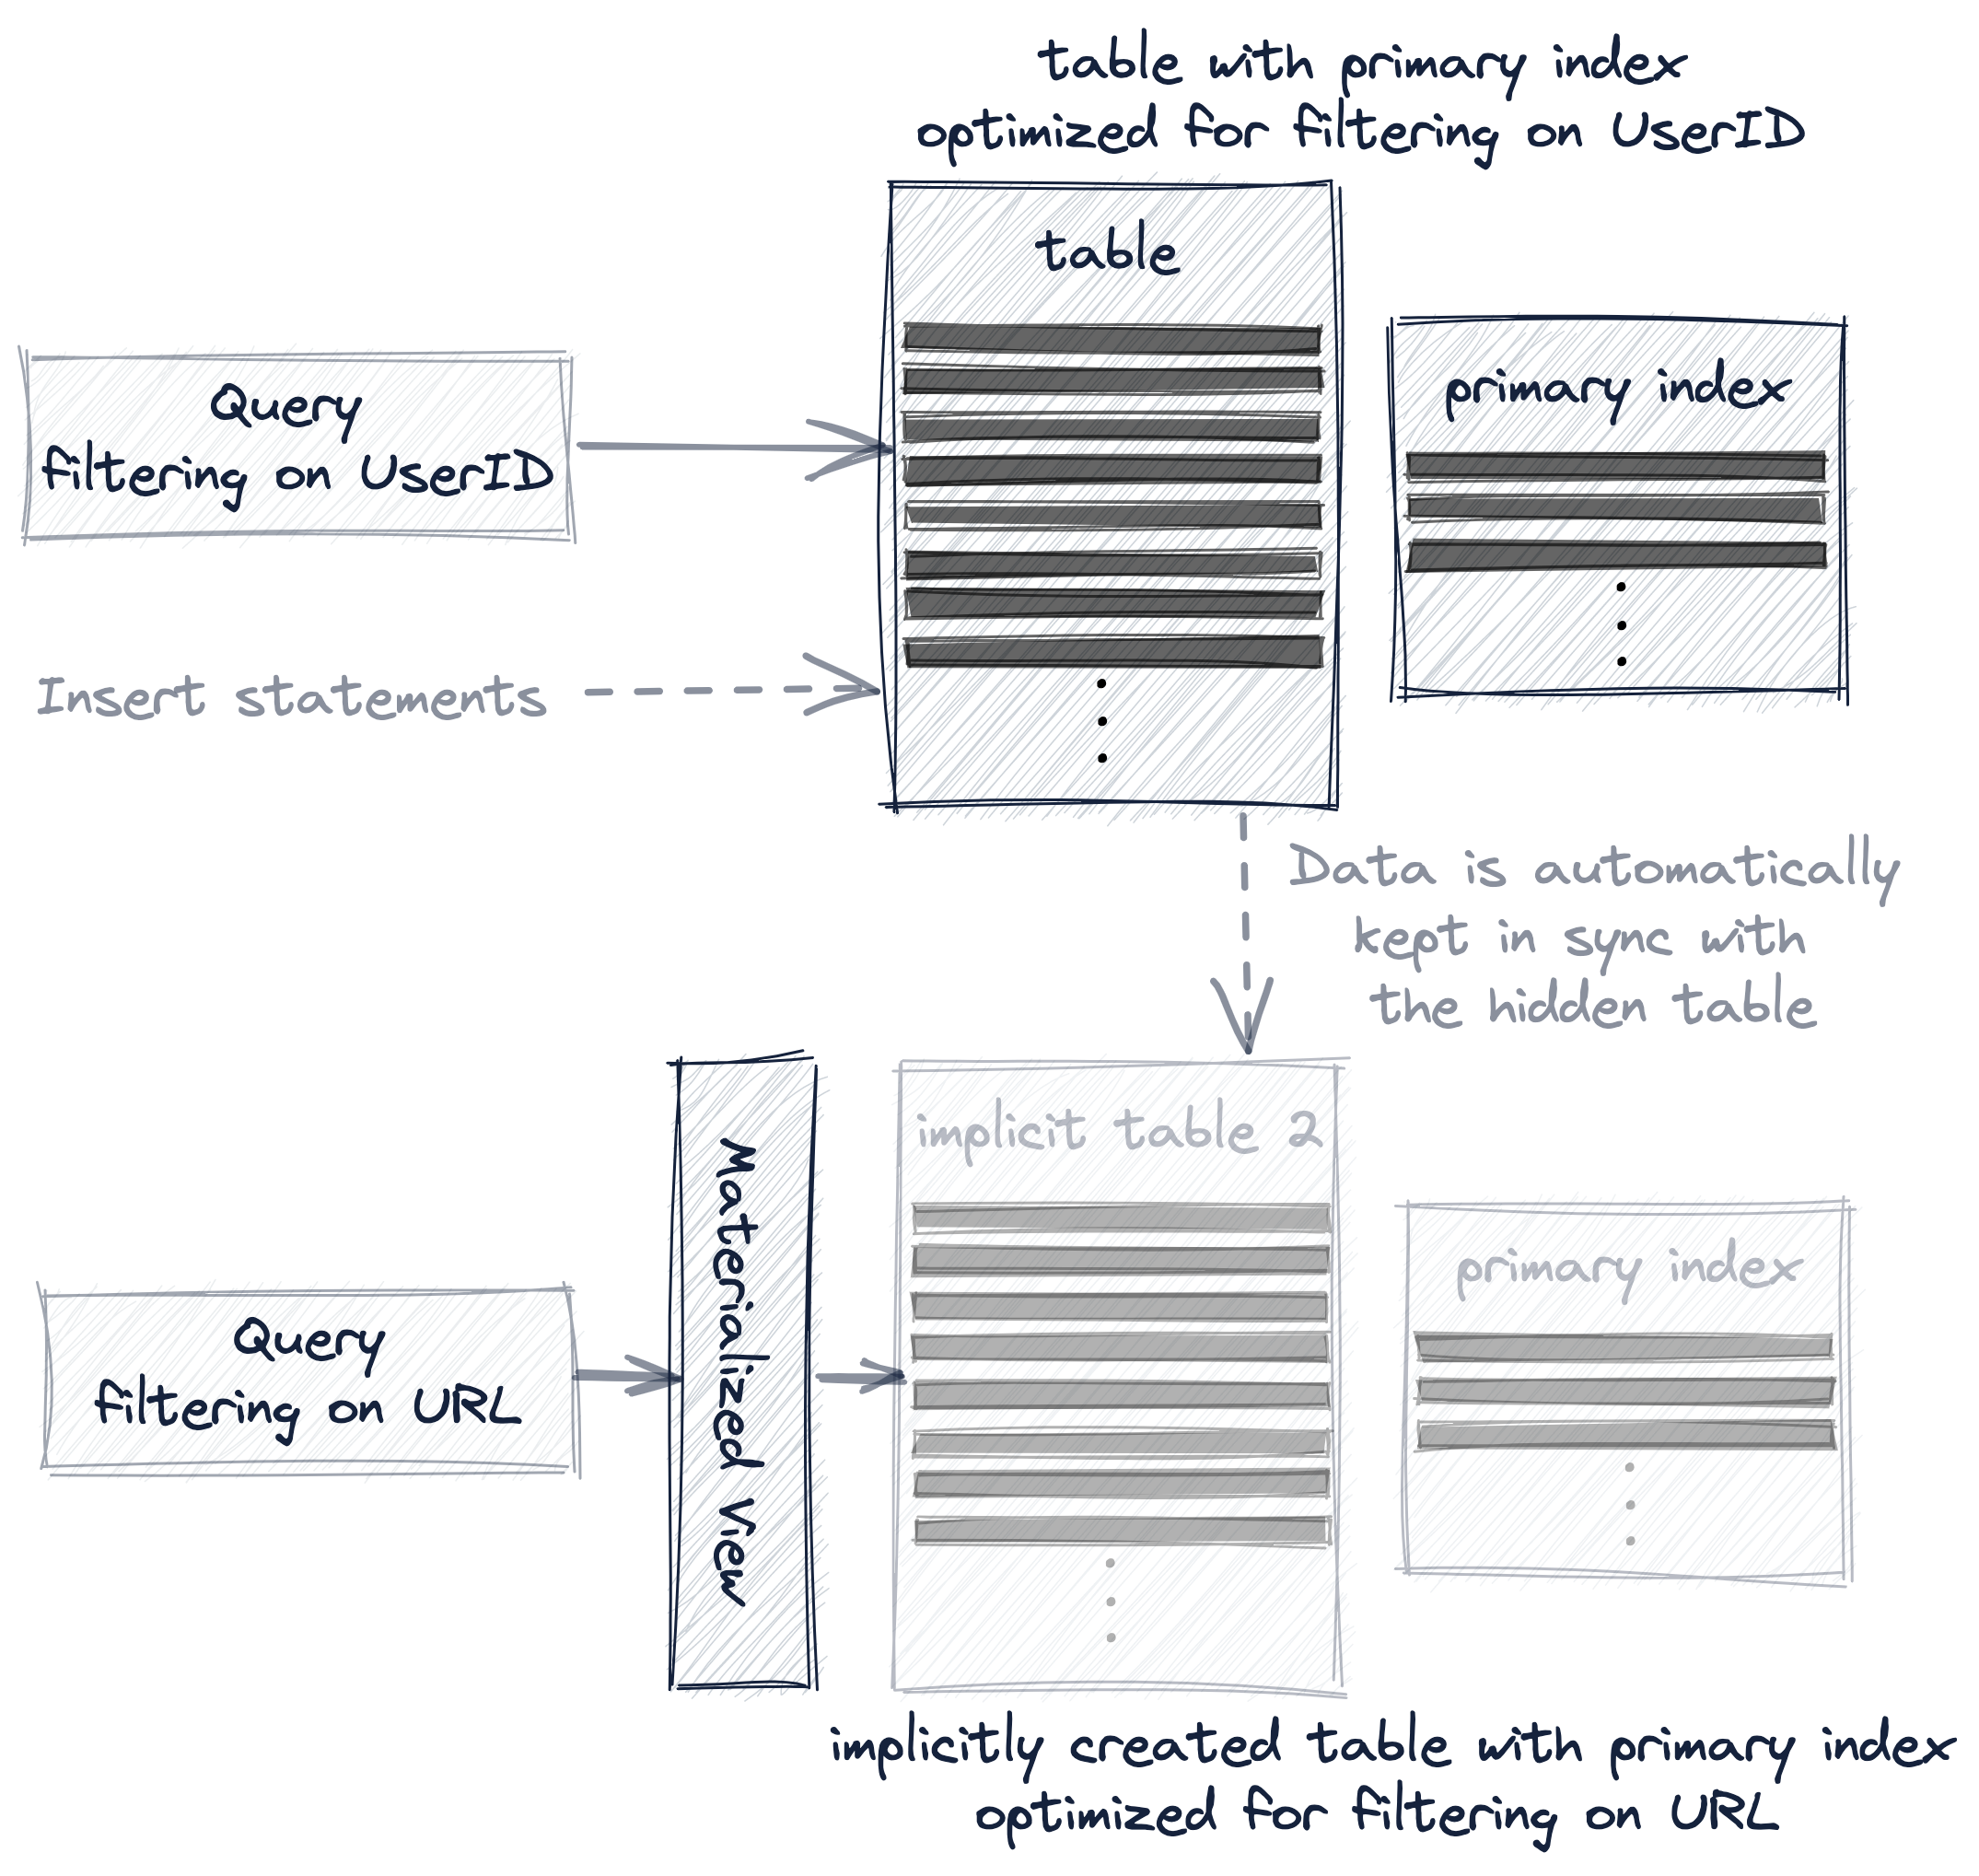 table with primary index
optimized for filtering on UserID
table
primary index
Query
filtering on UserID
Insert statements
Data is automatically
kept in sync with
the hidden table
Materialized View
implicit table 2
primary index
Query
filtering on URL
implicitly created table with primary index
optimized for filtering on URL